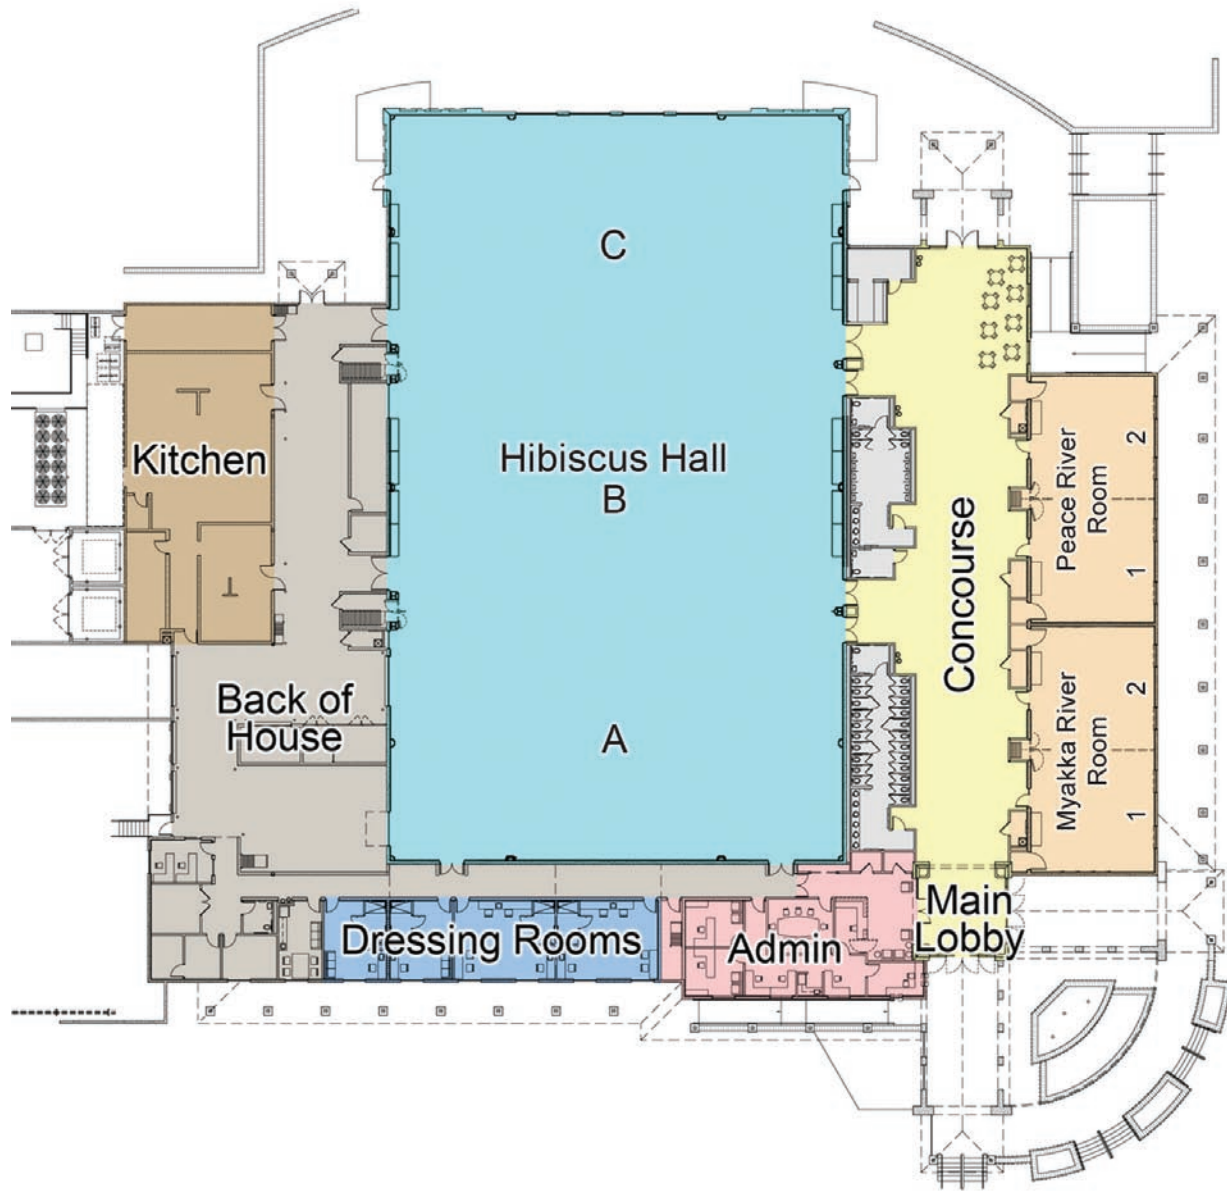 C
Kitchen
Hibiscus Hall
B
Concourse
Peace River
Room
2
1
Back of
House
A
Myakka River
Room
2
1
Dressing Rooms
Admin
Main
Lobby